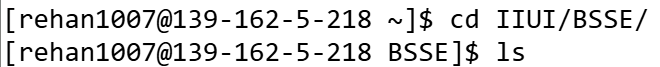 [rehan1007@139-162-5-218 ~]$ cd IIUI/BSSE/
[rehan1007@139-162-5-218 BSSE]$ ls